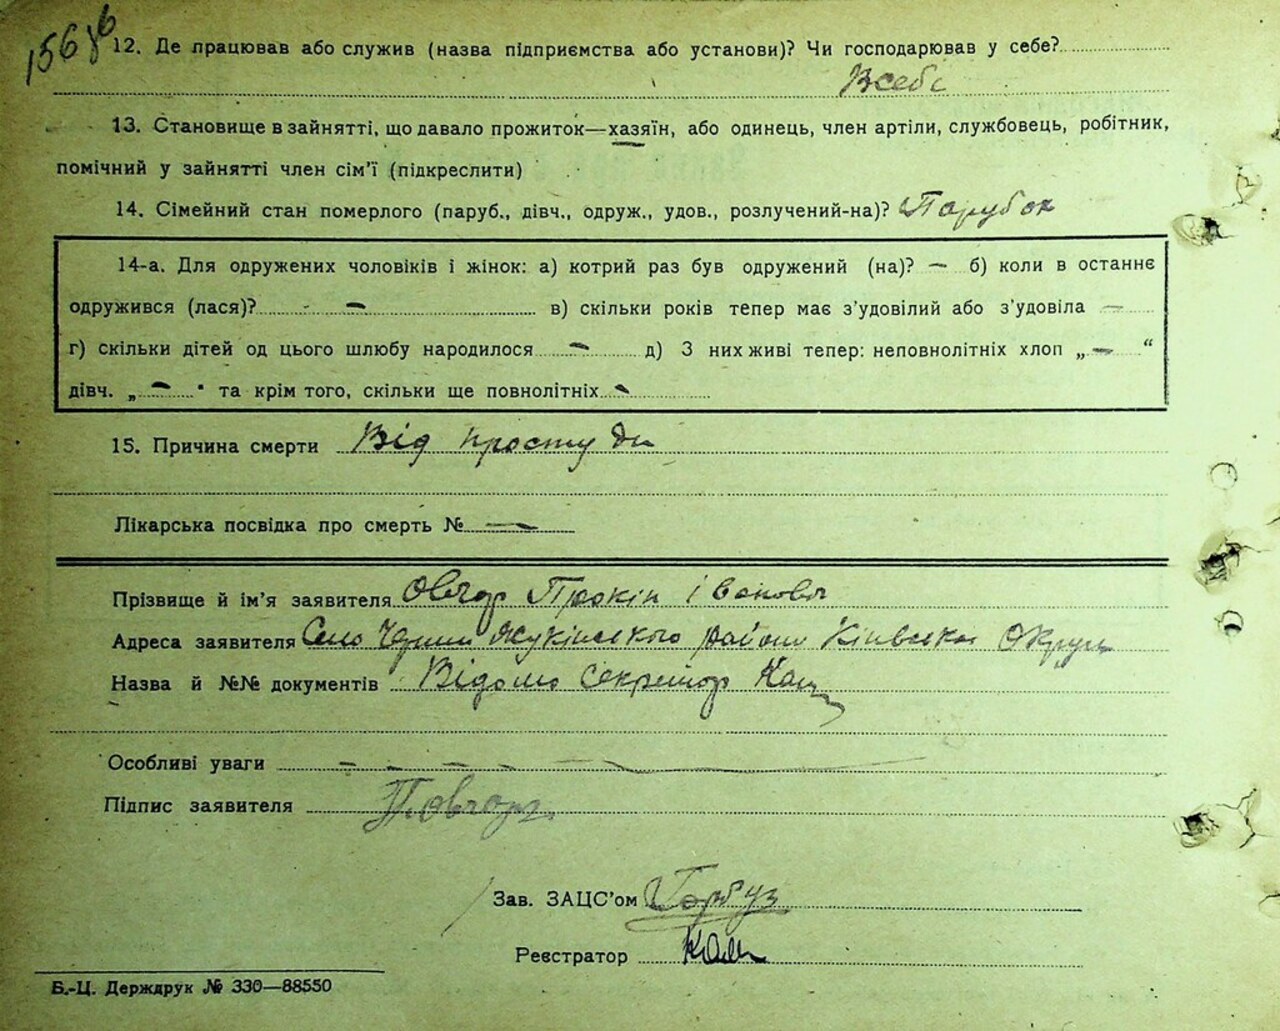 12. Де працював або служив (назва підприємства або установи)? Чи господарював у себе?
В себе
13. Становище в зайнятті, що давало прожиток—хазяїн, або одинець, член артілі, службовець, робітник,
помічний у зайнятті член сім’ї (підкреслити)
14. Сімейний стан померлого (паруб., дівч., одруж., удов., розлучений-на)? Парубок
14-а. Для одружених чоловіків і жінок: а) котрий раз був одружений (на)? — б) коли в останнє
одружився (лася)? — в) скільки років тепер має з’удовілий або з’удовіла —
г) скільки дітей од цього шлюбу народилося — д) З них живі тепер: неповнолітніх хлоп „ — “
дівч. „ — “ та крім того, скільки ще повнолітніх —
15. Причина смерти Від простуди
Лікарська посвідка про смерть № —
Прізвище й ім’я заявителя Овчар Прокіп Іванович
Адреса заявителя Село Жукінського району Київської Округи
Назва й №№ документів Відомо Секретар
Особливі уваги — — — —
Підпис заявителя П. Овчар
Зав. ЗАЦС’ом Гарбуз
Реєстратор
Б.-Ц. Держдрук № 330—88550